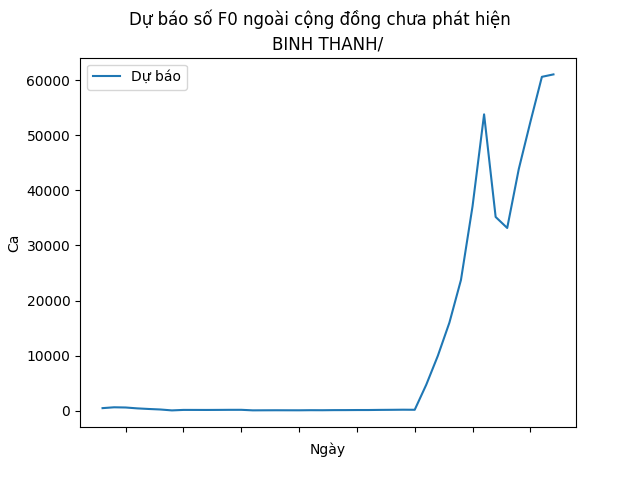 Dự báo số F0 ngoài cộng đồng chưa phát hiện
BINH THANH/
Dự báo
60000
50000
40000
30000
20000
10000
0
Ca
Ngày